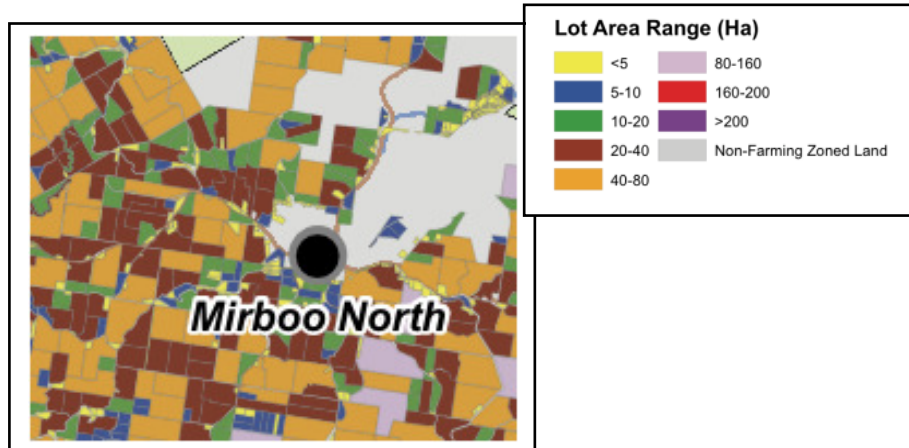 Lot Area Range (Ha)
<5
5-10
10-20
20-40
40-80
80-160
160-200
>200
Non-Farming Zoned Land
Mirboo North